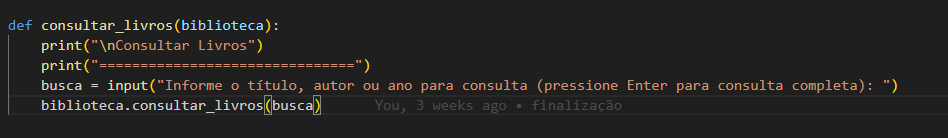 def consultar_livros(biblioteca):
    print("\nConsultar Livros")
    print("===============================")
    busca = input("Informe o título, autor ou ano para consulta (pressione Enter para consulta completa): ")
    biblioteca.consultar_livros(busca)      You, 3 weeks ago • finalização